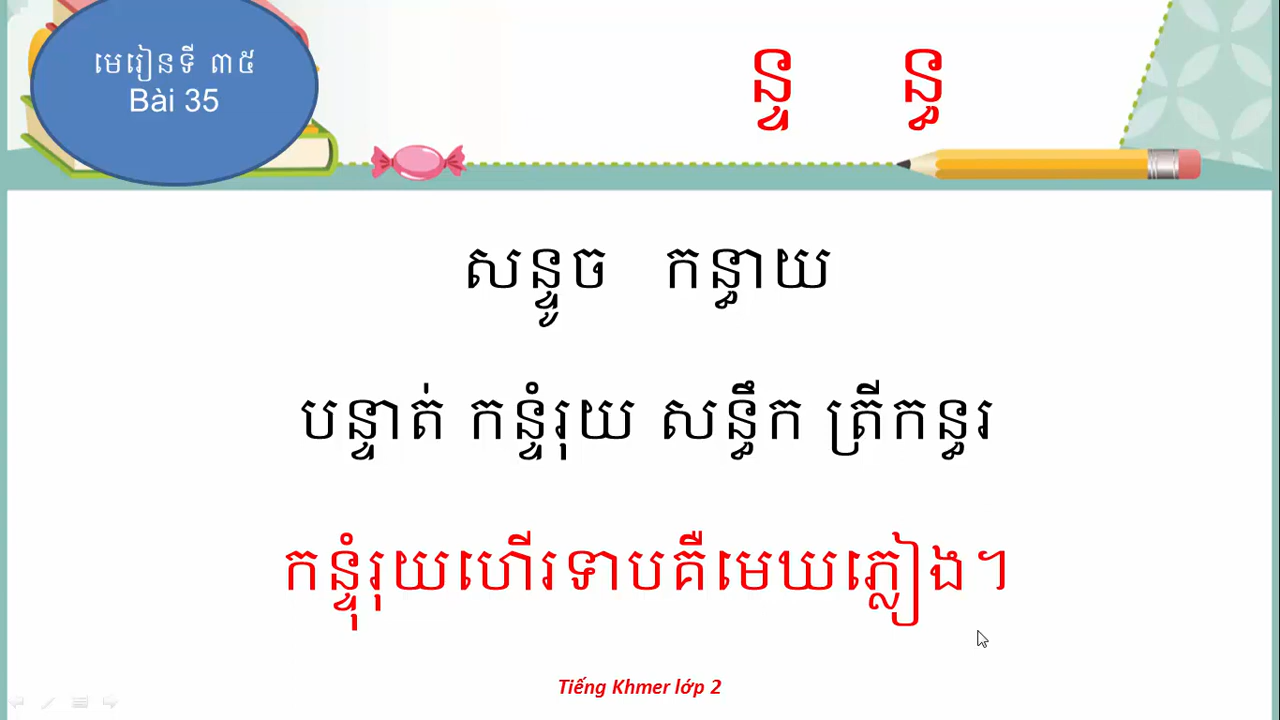 មេរៀនទី ៣៥
Bài 35
ន្ទ ន្ធ
សន្ទូច កន្ធាយ
បន្ទាត់ កន្ទំរុយ សន្ធឹក ត្រីកន្ធរ
កន្ទុំរុយហើរទាបគឺមេឃភ្លៀង។
Tiếng Khmer lớp 2